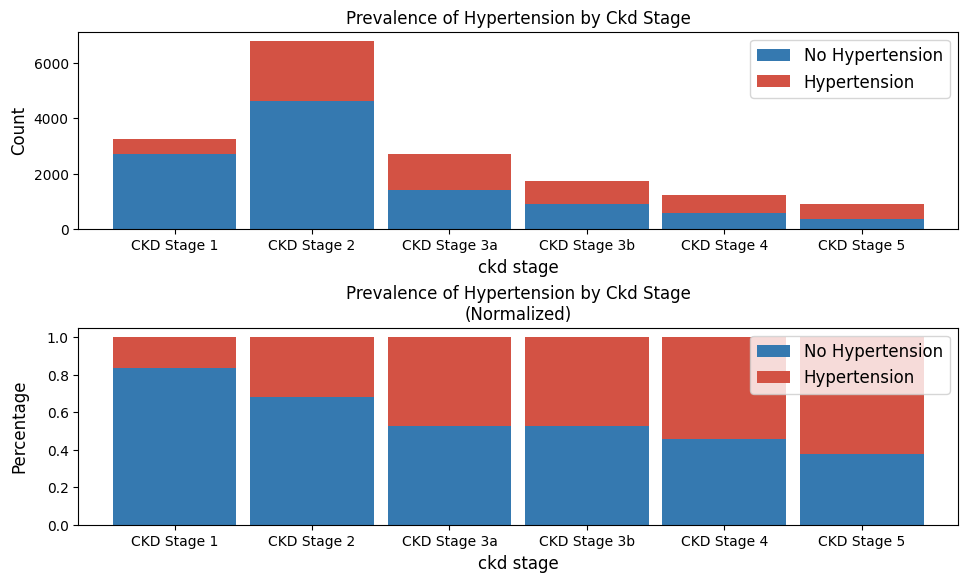 Prevalence of Hypertension by Ckd Stage
Count
6000
4000
2000
0
No Hypertension
Hypertension
CKD Stage 1
CKD Stage 2
CKD Stage 3a
CKD Stage 3b
CKD Stage 4
CKD Stage 5
ckd stage
Prevalence of Hypertension by Ckd Stage
(Normalized)
Percentage
1.0
0.8
0.6
0.4
0.2
0.0
No Hypertension
Hypertension
CKD Stage 1
CKD Stage 2
CKD Stage 3a
CKD Stage 3b
CKD Stage 4
CKD Stage 5
ckd stage